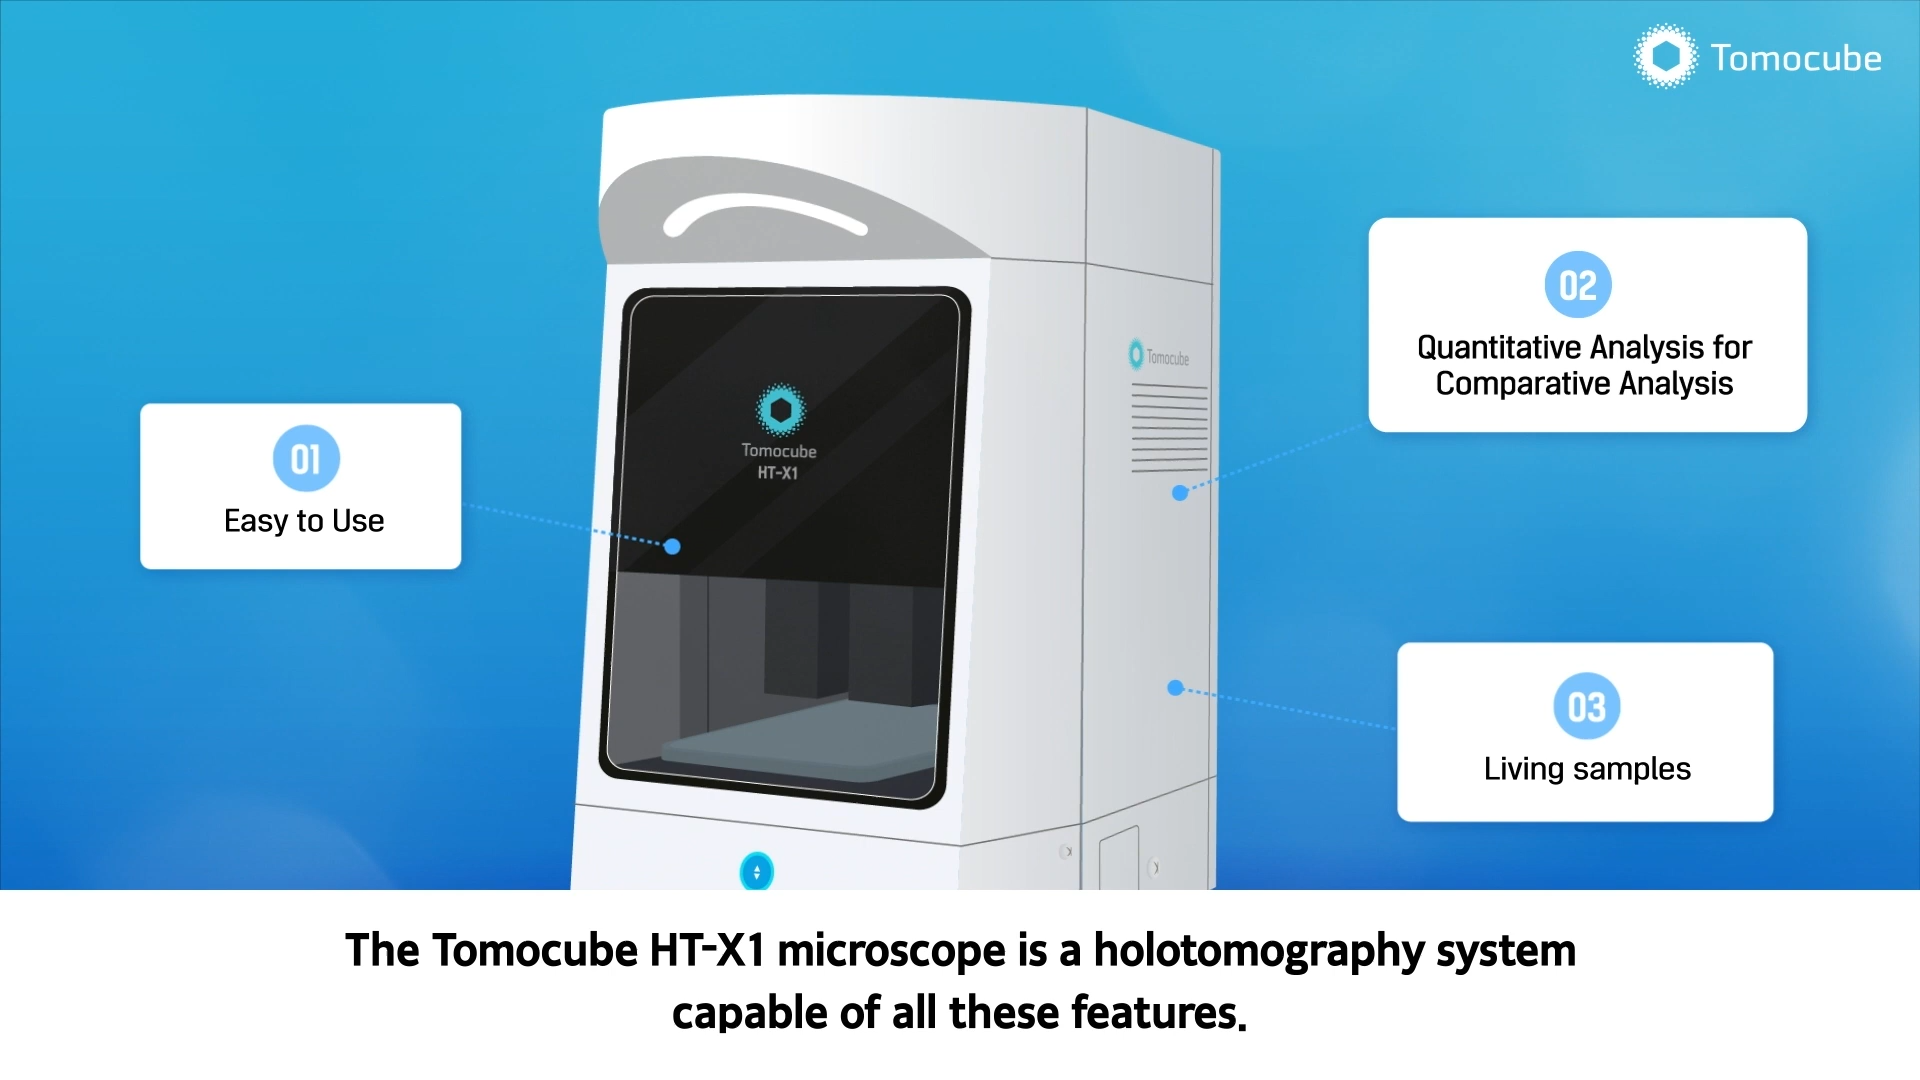 Tomocube
Tomocube
Tomocube
HT-X1
01
Easy to Use
02
Quantitative Analysis for
Comparative Analysis
03
Living samples
The Tomocube HT-X1 microscope is a holotomography system
capable of all these features.